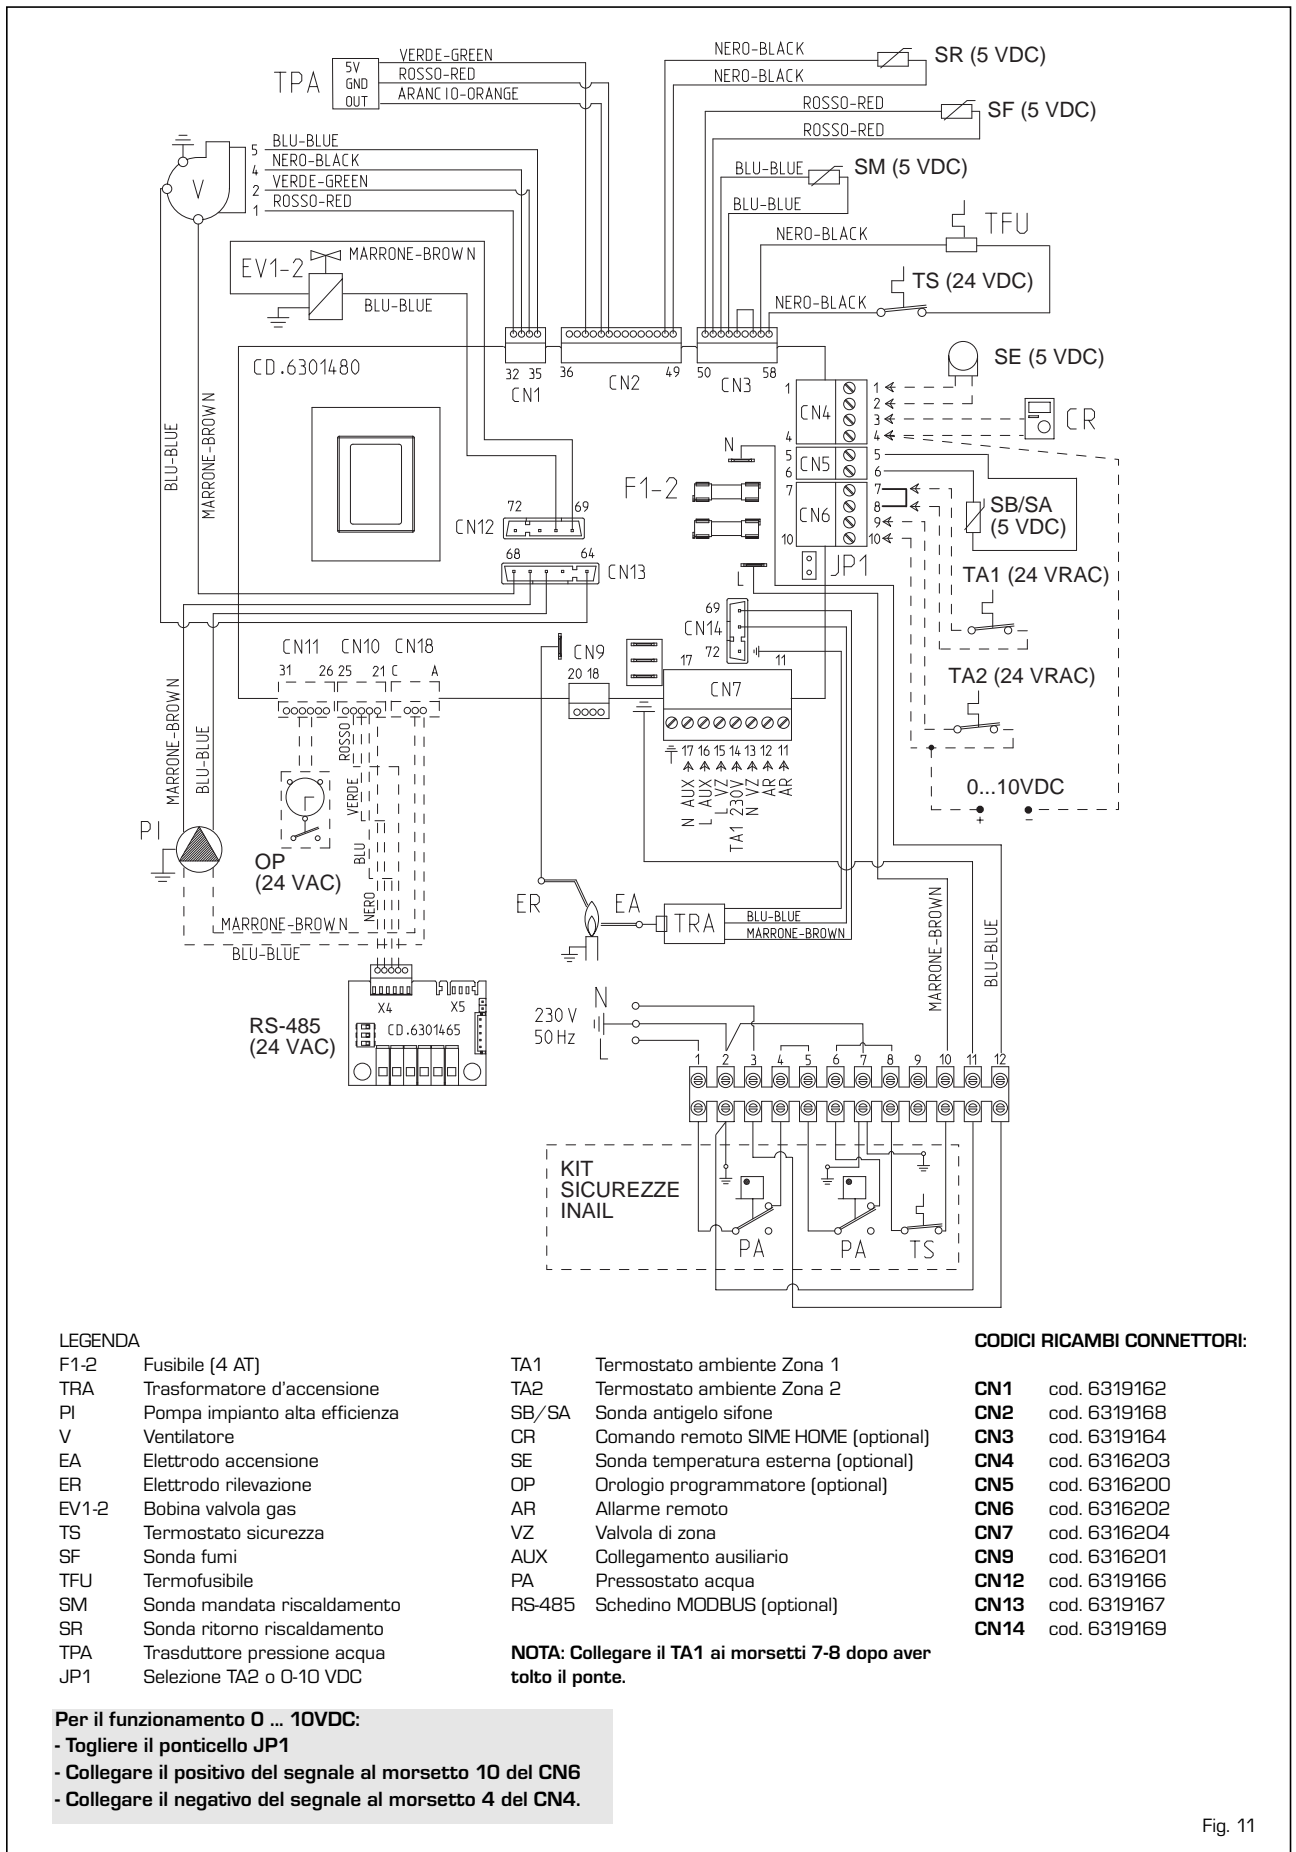 TPA
5V
GND
OUT
VERDE-GREEN
ROSSO-RED
ARANCIO-ORANGE
NERO-BLACK
SR (5 VDC)
NERO-BLACK
ROSSO-RED
SF (5 VDC)
ROSSO-RED
BLU-BLUE
SM (5 VDC)
BLU-BLUE
V
5 BLU-BLUE
4 NERO-BLACK
2 VERDE-GREEN
1 ROSSO-RED
NERO-BLACK
TFU
TS (24 VDC)
NERO-BLACK
EV1-2
MARRONE-BROWN
BLU-BLUE
CD.6301480
32 35
CN1
36 49
CN2
50 58
CN3
SE (5 VDC)
CR
1 CN4 4
1
2
3
4
5 CN5 6
5
6
7 CN6 10
7
8
9
10
JP1
SB/SA
(5 VDC)
TA1 (24 VRAC)
TA2 (24 VRAC)
0...10VDC
+ -
BLU-BLUE
MARRONE-BROWN
N
F1-2
L
72 69
CN12
68 64
CN13
69
CN14
72
CN11 CN10 CN18
31 26 25 21 C A
CN9
20 18
17 11
CN7
17 16 15 14 13 12 11
N AUX
L AUX
L VZ
TA1 230V
N VZ
AR
AR
MARRONE-BROWN
BLU-BLUE
ROSSO
VERDE
BLU
NERO
PI
OP
(24 VAC)
MARRONE-BROWN
BLU-BLUE
ER
EA
TRA
BLU-BLUE
MARRONE-BROWN
MARRONE-BROWN
BLU-BLUE
RS-485
(24 VAC)
X4 X5
CD.6301465
230 V
50 Hz
N
L
1 2 3 4 5 6 7 8 9 10 11 12
KIT
SICUREZZE
INAIL
PA PA TS
LEGENDA
F1-2 Fusibile (4 AT)
TRA Trasformatore d'accensione
PI Pompa impianto alta efficienza
V Ventilatore
EA Elettrodo accensione
ER Elettrodo rilevazione
EV1-2 Bobina valvola gas
TS Termostato sicurezza
SF Sonda fumi
TFU Termofusibile
SM Sonda mandata riscaldamento
SR Sonda ritorno riscaldamento
TPA Trasduttore pressione acqua
JP1 Selezione TA2 o 0-10 VDC
TA1 Termostato ambiente Zona 1
TA2 Termostato ambiente Zona 2
SB/SA Sonda antigelo sifone
CR Comando remoto SIME HOME (optional)
SE Sonda temperatura esterna (optional)
OP Orologio programmatore (optional)
AR Allarme remoto
VZ Valvola di zona
AUX Collegamento ausiliario
PA Pressostato acqua
RS-485 Schedino MODBUS (optional)
NOTA: Collegare il TA1 ai morsetti 7-8 dopo aver
tolto il ponte.
CODICI RICAMBI CONNETTORI:
CN1 cod. 6319162
CN2 cod. 6319168
CN3 cod. 6319164
CN4 cod. 6316203
CN5 cod. 6316200
CN6 cod. 6316202
CN7 cod. 6316204
CN9 cod. 6316201
CN12 cod. 6319166
CN13 cod. 6319167
CN14 cod. 6319169
Per il funzionamento 0 ... 10VDC:
- Togliere il ponticello JP1
- Collegare il positivo del segnale al morsetto 10 del CN6
- Collegare il negativo del segnale al morsetto 4 del CN4.
Fig. 11